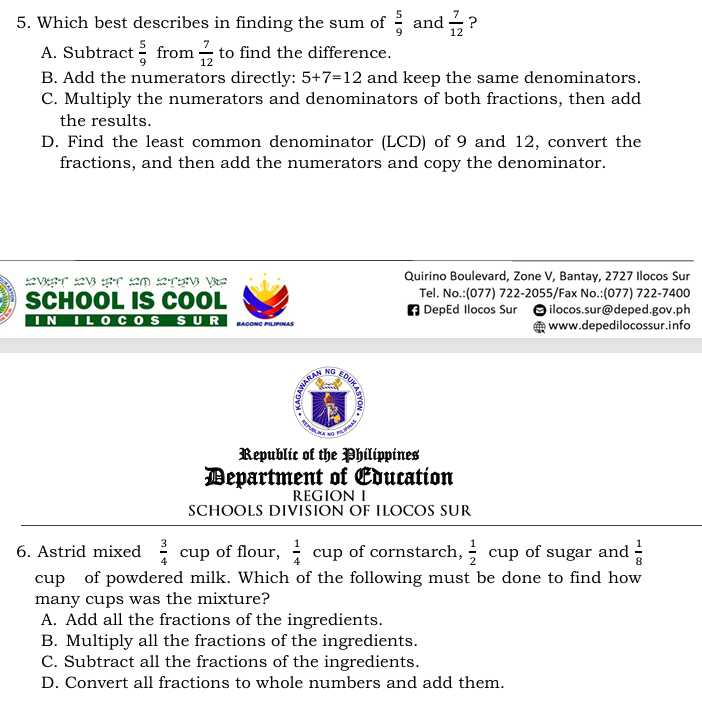 5. Which best describes in finding the sum of 5/9 and 7/12 ?
A. Subtract 5/9 from 7/12 to find the difference.
B. Add the numerators directly: 5+7=12 and keep the same denominators.
C. Multiply the numerators and denominators of both fractions, then add
the results.
D. Find the least common denominator (LCD) of 9 and 12, convert the
fractions, and then add the numerators and copy the denominator.
SCHOOL IS COOL
IN ILOCOS SUR
BAGONG PILIPINAS
Quirino Boulevard, Zone V, Bantay, 2727 Ilocos Sur
Tel. No.:(077) 722-2055/Fax No.:(077) 722-7400
DepEd Ilocos Sur ilocos.sur@deped.gov.ph
www.depedilocossur.info
KAGAWARAN NG EDUKASYON
REPUBLIKA NG PILIPINAS
Republic of the Philippines
Department of Education
REGION I
SCHOOLS DIVISION OF ILOCOS SUR
6. Astrid mixed 3/4 cup of flour, 1/4 cup of cornstarch, 1/2 cup of sugar and 1/8
cup of powdered milk. Which of the following must be done to find how
many cups was the mixture?
A. Add all the fractions of the ingredients.
B. Multiply all the fractions of the ingredients.
C. Subtract all the fractions of the ingredients.
D. Convert all fractions to whole numbers and add them.